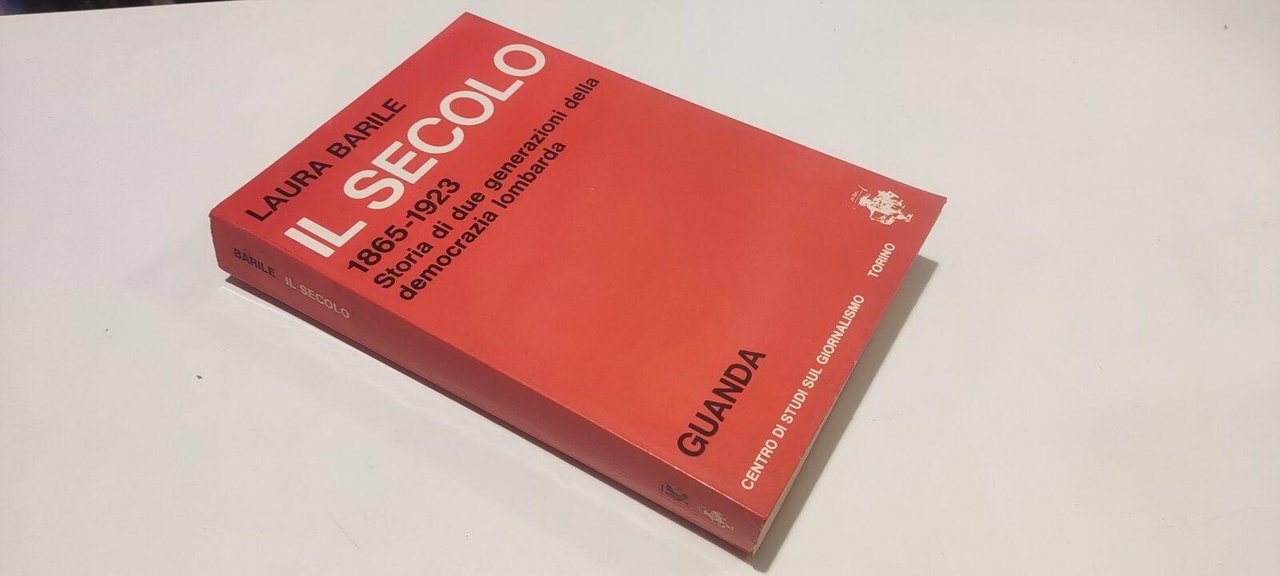 LAURA BARILE
IL SECOLO
1865-1923
Storia di due generazioni della
democrazia lombarda
GUANDA
CENTRO DI STUDI SUL GIORNALISMO TORINO
BARILE IL SECOLO